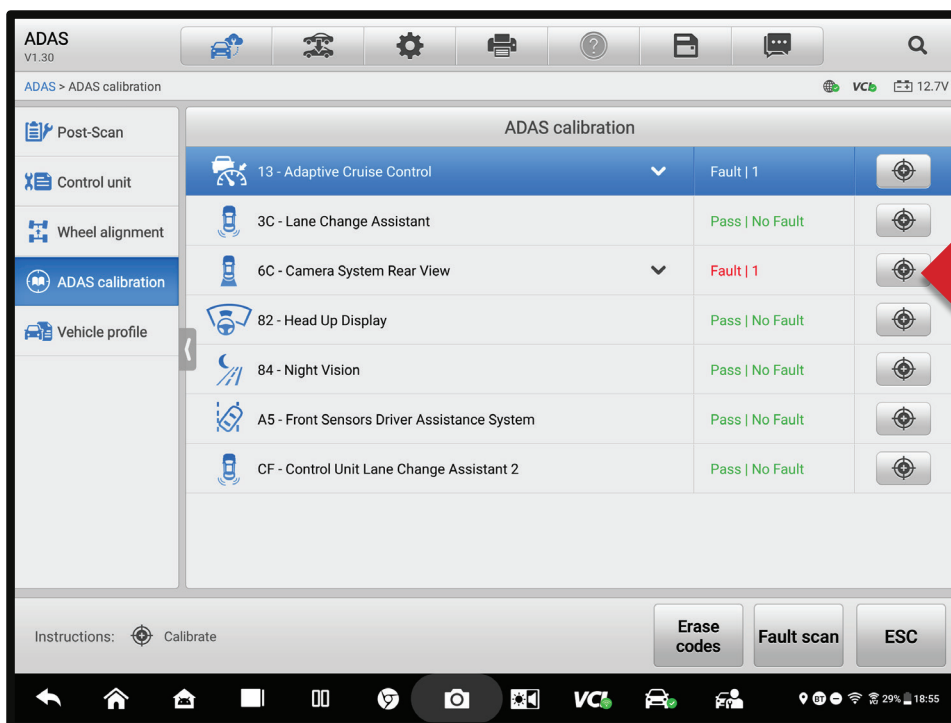 ADAS
V1.30
ADAS > ADAS calibration
VCI
12.7V
Post-Scan
Control unit
Wheel alignment
ADAS calibration
Vehicle profile
ADAS calibration
13 - Adaptive Cruise Control Fault | 1
3C - Lane Change Assistant Pass | No Fault
6C - Camera System Rear View Fault | 1
82 - Head Up Display Pass | No Fault
84 - Night Vision Pass | No Fault
A5 - Front Sensors Driver Assistance System Pass | No Fault
CF - Control Unit Lane Change Assistant 2 Pass | No Fault
Instructions: Calibrate
Erase
codes
Fault scan
ESC
VCI
BT 29% 18:55